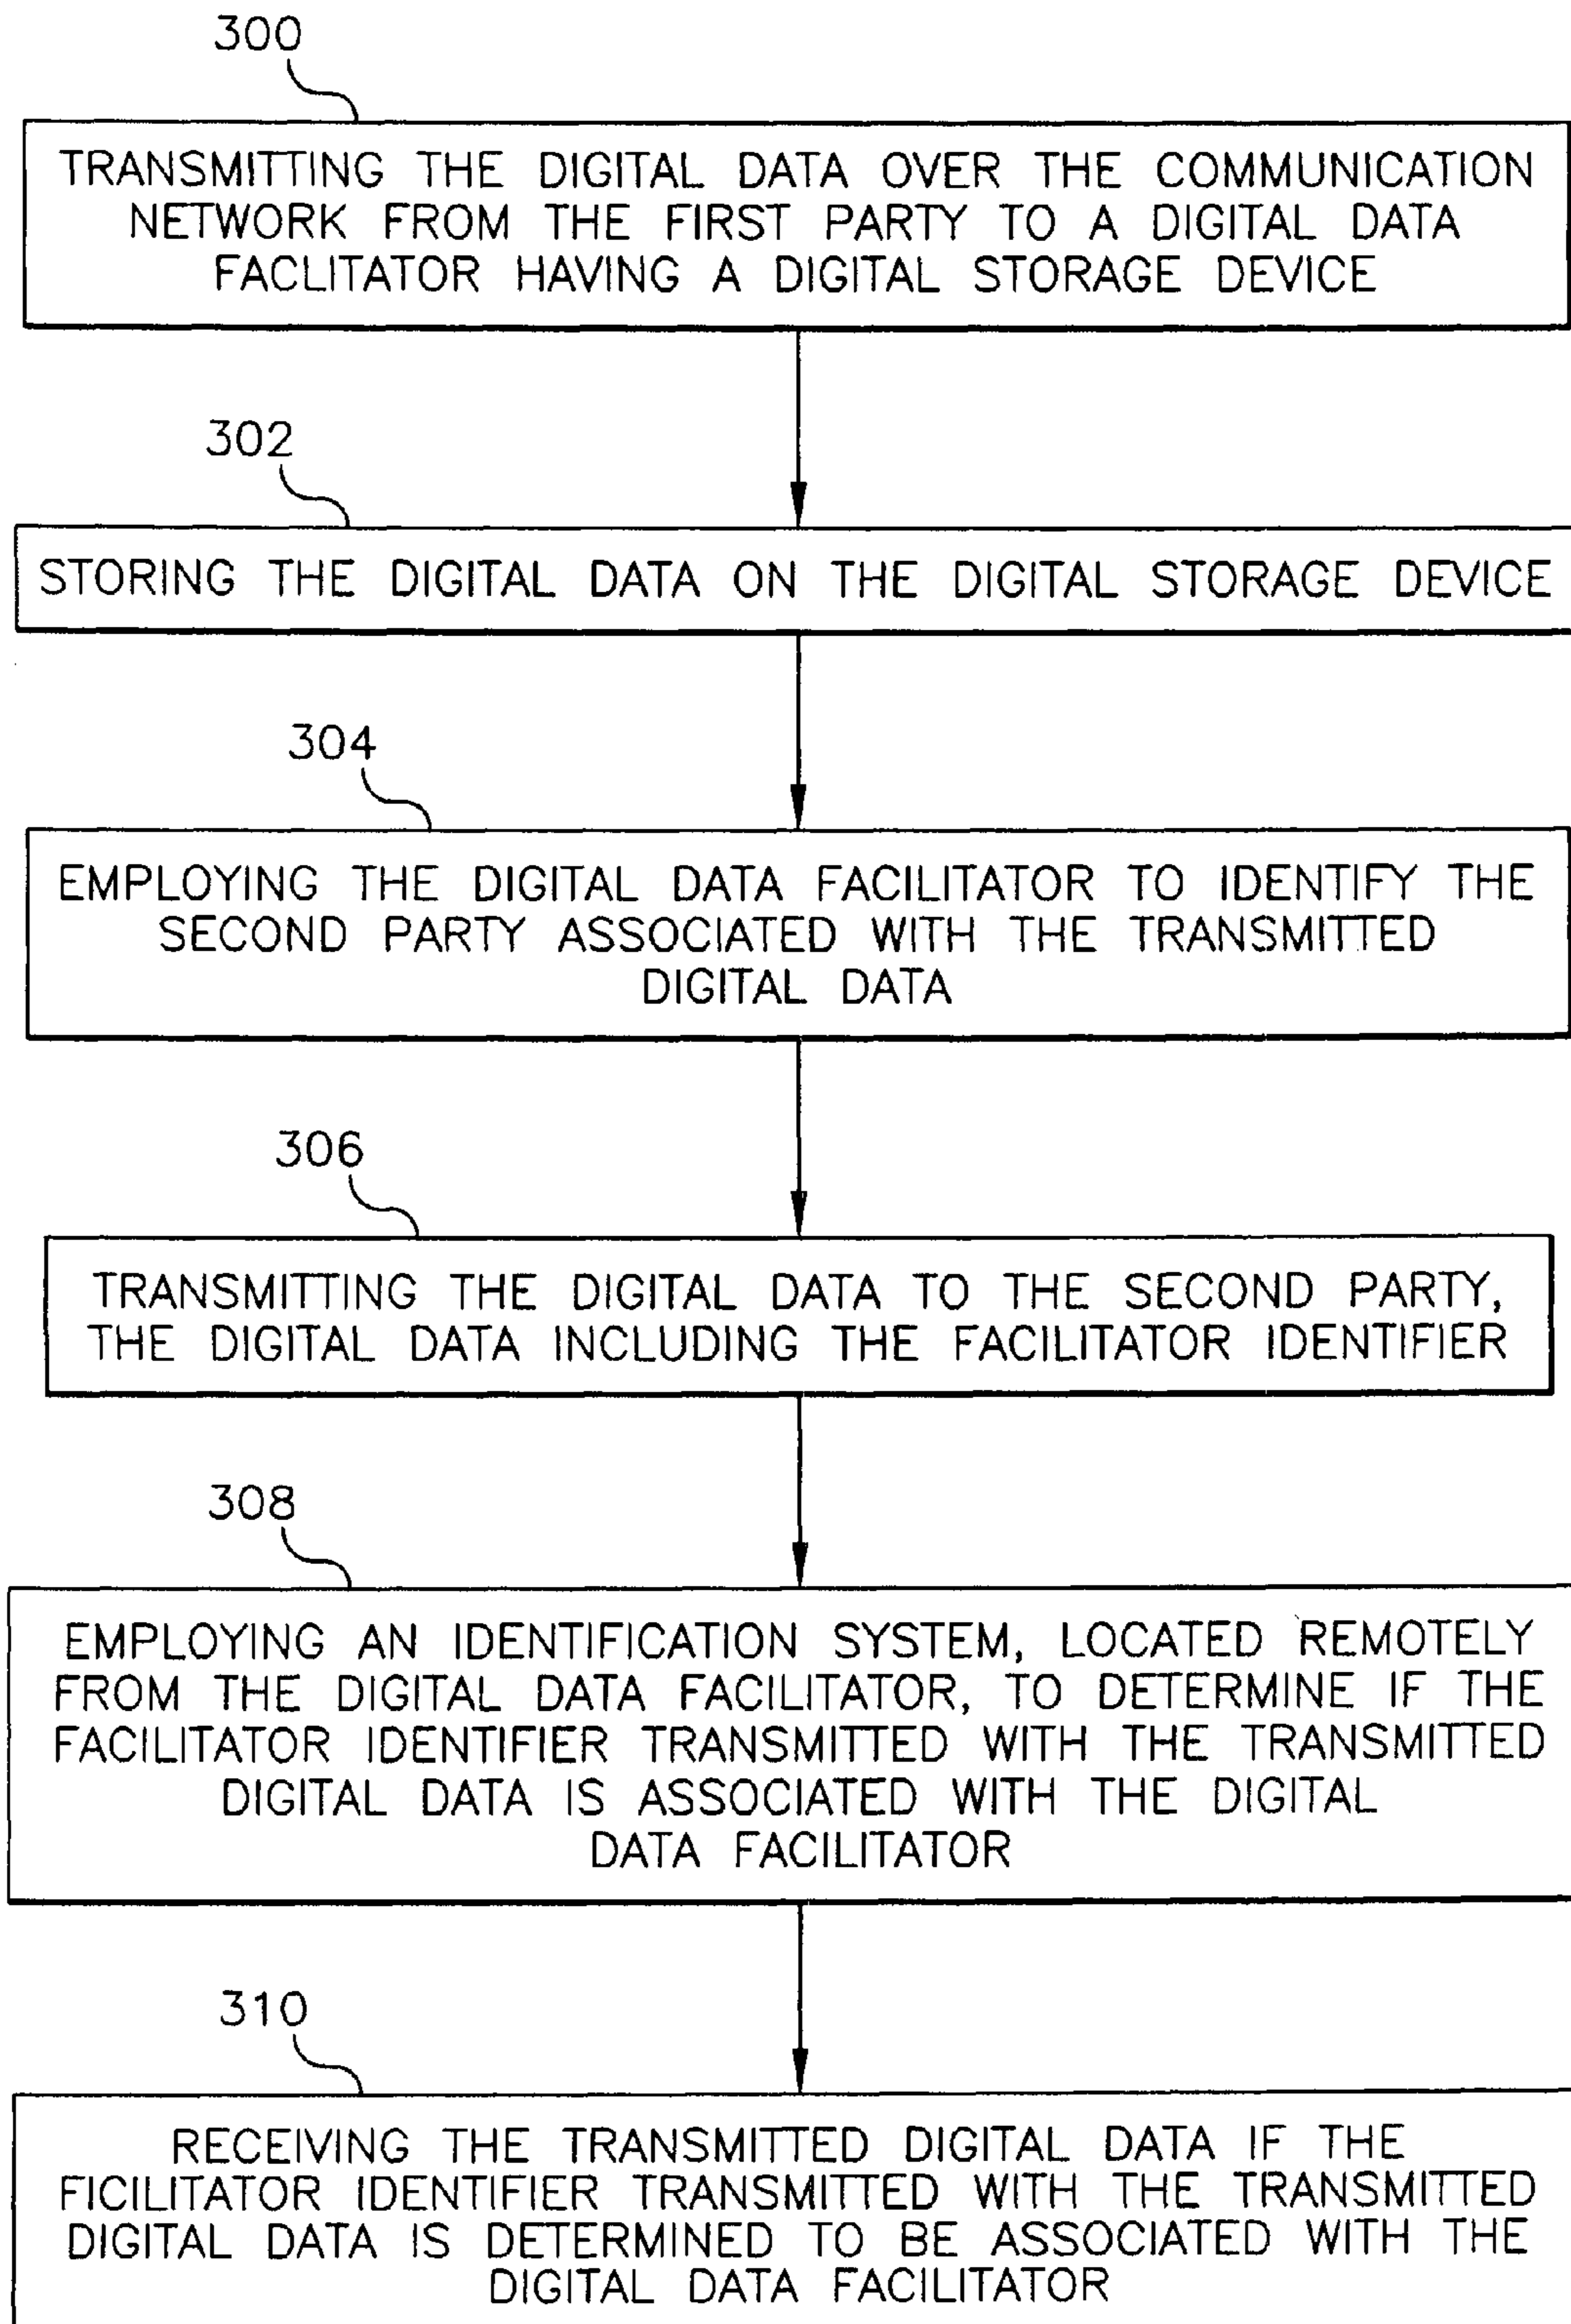 300
TRANSMITTING THE DIGITAL DATA OVER THE COMMUNICATION
NETWORK FROM THE FIRST PARTY TO A DIGITAL DATA
FACLITATOR HAVING A DIGITAL STORAGE DEVICE
302
STORING THE DIGITAL DATA ON THE DIGITAL STORAGE DEVICE
304
EMPLOYING THE DIGITAL DATA FACILITATOR TO IDENTIFY THE
SECOND PARTY ASSOCIATED WITH THE TRANSMITTED
DIGITAL DATA
306
TRANSMITTING THE DIGITAL DATA TO THE SECOND PARTY,
THE DIGITAL DATA INCLUDING THE FACILITATOR IDENTIFIER
308
EMPLOYING AN IDENTIFICATION SYSTEM, LOCATED REMOTELY
FROM THE DIGITAL DATA FACILITATOR, TO DETERMINE IF THE
FACILITATOR IDENTIFIER TRANSMITTED WITH THE TRANSMITTED
DIGITAL DATA IS ASSOCIATED WITH THE DIGITAL
DATA FACILITATOR
310
RECEIVING THE TRANSMITTED DIGITAL DATA IF THE
FICILITATOR IDENTIFIER TRANSMITTED WITH THE TRANSMITTED
DIGITAL DATA IS DETERMINED TO BE ASSOCIATED WITH THE
DIGITAL DATA FACILITATOR